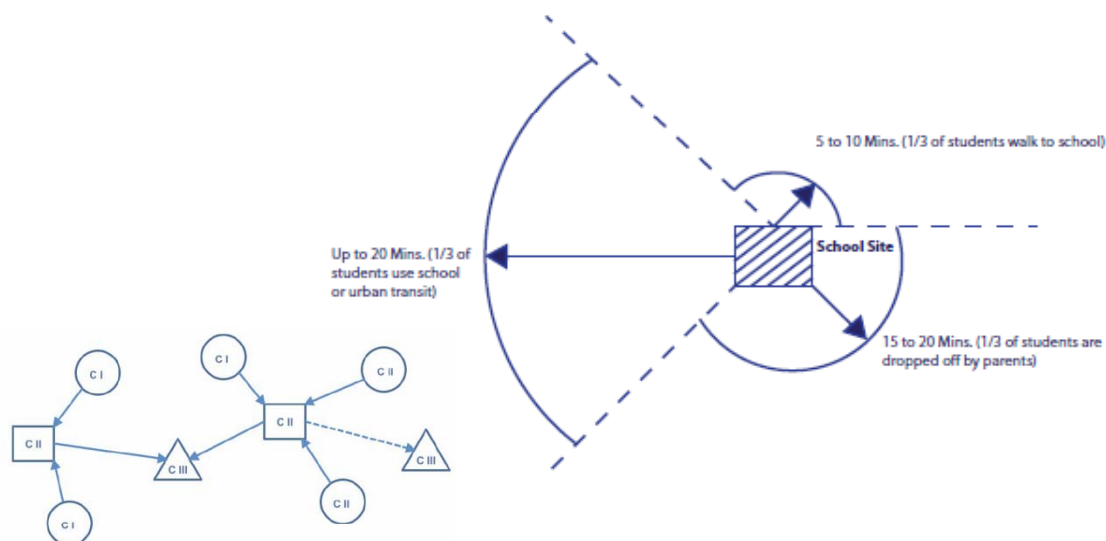 5 to 10 Mins. (1/3 of students walk to school)
School Site
Up to 20 Mins. (1/3 of
students use school
or urban transit)
15 to 20 Mins. (1/3 of students are
dropped off by parents)
C I
C I
C II
C II
C II
C III
C III
C II
C I